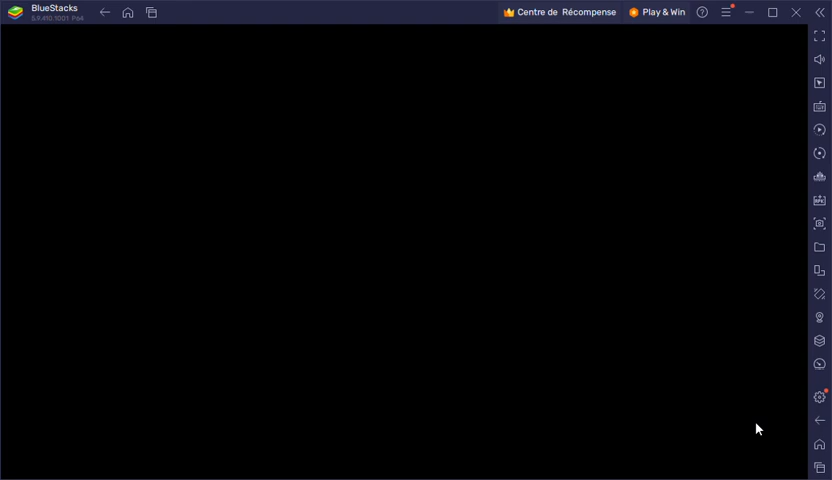 BlueStacks
5.9.410.1001 P64
Centre de Récompense
Play & Win